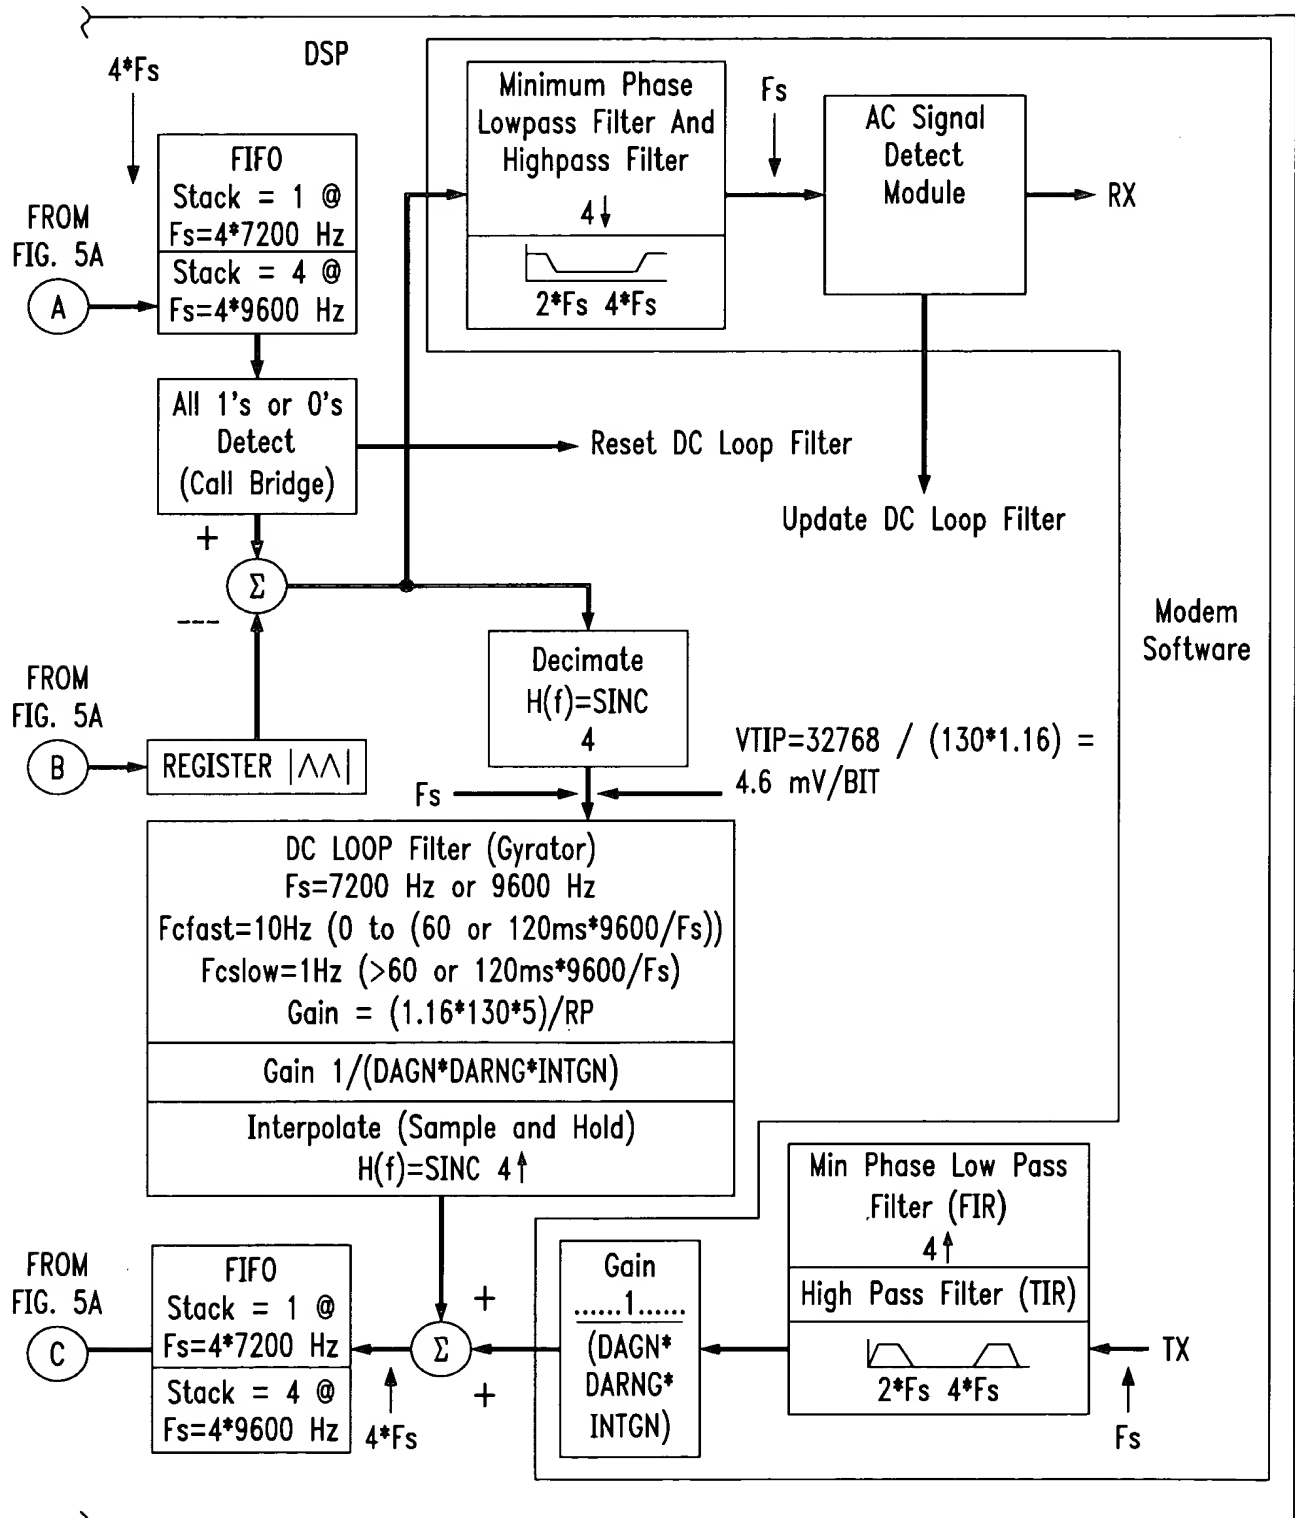 DSP
4*Fs
FIFO
Stack = 1 @
Fs=4*7200 Hz
Stack = 4 @
Fs=4*9600 Hz
FROM
FIG. 5A
A
Minimum Phase
Lowpass Filter And
Highpass Filter
4↓
2*Fs 4*Fs
Fs
AC Signal
Detect
Module
RX
All 1's or 0's
Detect
(Call Bridge)
Reset DC Loop Filter
Update DC Loop Filter
+
Σ
---
Modem
Software
FROM
FIG. 5A
B
REGISTER |ΛΛ|
Decimate
H(f)=SINC
4
VTIP=32768 / (130*1.16) =
4.6 mV/BIT
Fs
DC LOOP Filter (Gyrator)
Fs=7200 Hz or 9600 Hz
Fcfast=10Hz (0 to (60 or 120ms*9600/Fs))
Fcslow=1Hz (>60 or 120ms*9600/Fs)
Gain = (1.16*130*5)/RP
Gain 1/(DAGN*DARNG*INTGN)
Interpolate (Sample and Hold)
H(f)=SINC 4↑
Min Phase Low Pass
Filter (FIR)
4↑
High Pass Filter (TIR)
2*Fs 4*Fs
TX
Fs
Gain
......1......
(DAGN*
DARNG*
INTGN)
+
Σ
+
4*Fs
FROM
FIG. 5A
C
FIFO
Stack = 1 @
Fs=4*7200 Hz
Stack = 4 @
Fs=4*9600 Hz